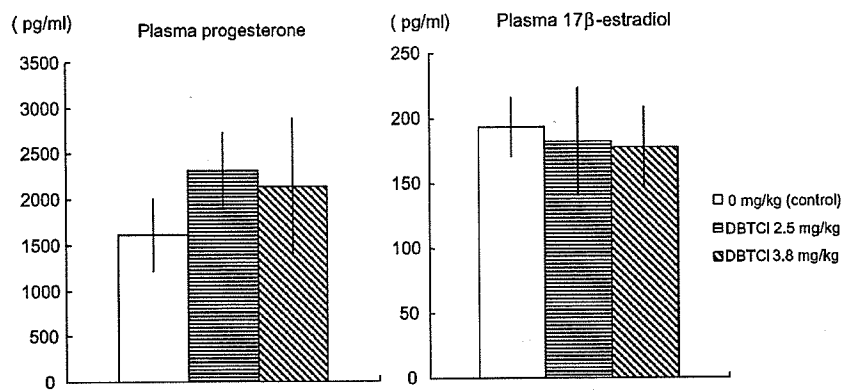 ( pg/ml)
Plasma progesterone
3500
3000
2500
2000
1500
1000
500
0
( pg/ml)
Plasma 17β-estradiol
250
200
150
100
50
0
0 mg/kg (control)
DBTCl 2.5 mg/kg
DBTCl 3.8 mg/kg